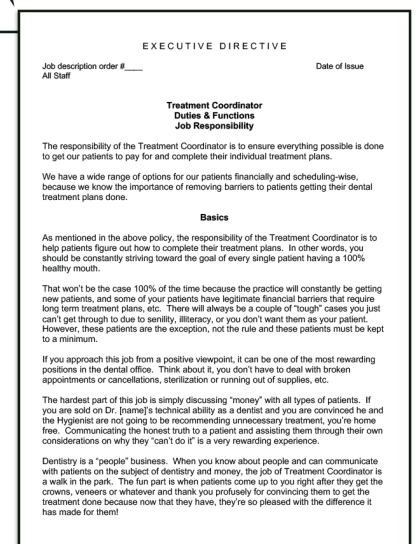 EXECUTIVE DIRECTIVE
Job description order #____ Date of Issue
All Staff
Treatment Coordinator
Duties & Functions
Job Responsibility
The responsibility of the Treatment Coordinator is to ensure everything possible is done
to get our patients to pay for and complete their individual treatment plans.
We have a wide range of options for our patients financially and scheduling-wise,
because we know the importance of removing barriers to patients getting their dental
treatment plans done.
Basics
As mentioned in the above policy, the responsibility of the Treatment Coordinator is to
help patients figure out how to complete their treatment plans. In other words, you
should be constantly striving toward the goal of every single patient having a 100%
healthy mouth.
That won't be the case 100% of the time because the practice will constantly be getting
new patients, and some of your patients have legitimate financial barriers that require
long term treatment plans, etc. There will always be a couple of "tough" cases you just
can't get through to due to senility, illiteracy, or you don't want them as your patient.
However, these patients are the exception, not the rule and these patients must be kept
to a minimum.
If you approach this job from a positive viewpoint, it can be one of the most rewarding
positions in the dental office. Think about it, you don't have to deal with broken
appointments or cancellations, sterilization or running out of supplies, etc.
The hardest part of this job is simply discussing "money" with all types of patients. If
you are sold on Dr. [name]'s technical ability as a dentist and you are convinced he and
the Hygienist are not going to be recommending unnecessary treatment, you're home
free. Communicating the honest truth to a patient and assisting them through their own
considerations on why they "can't do it" is a very rewarding experience.
Dentistry is a "people" business. When you know about people and can communicate
with patients on the subject of dentistry and money, the job of Treatment Coordinator is
a walk in the park. The fun part is when patients come up to you right after they get the
crowns, veneers or whatever and thank you profusely for convincing them to get the
treatment done because now that they have, they're so pleased with the difference it
has made for them!